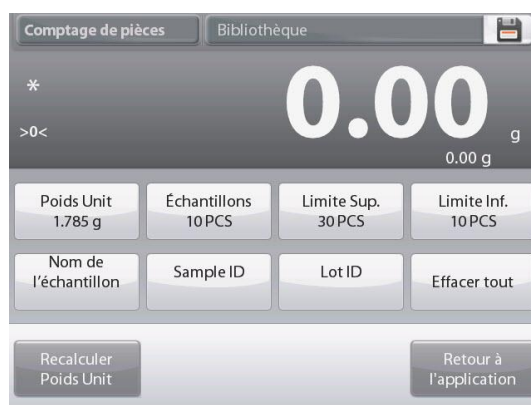 Comptage de pièces Bibliothèque
*
>0<
0.00 g
0.00 g
Poids Unit Échantillons Limite Sup. Limite Inf.
1.785 g 10 PCS 30 PCS 10 PCS
Nom de
l'échantillon Sample ID Lot ID Effacer tout
Recalculer Retour à
Poids Unit l'application